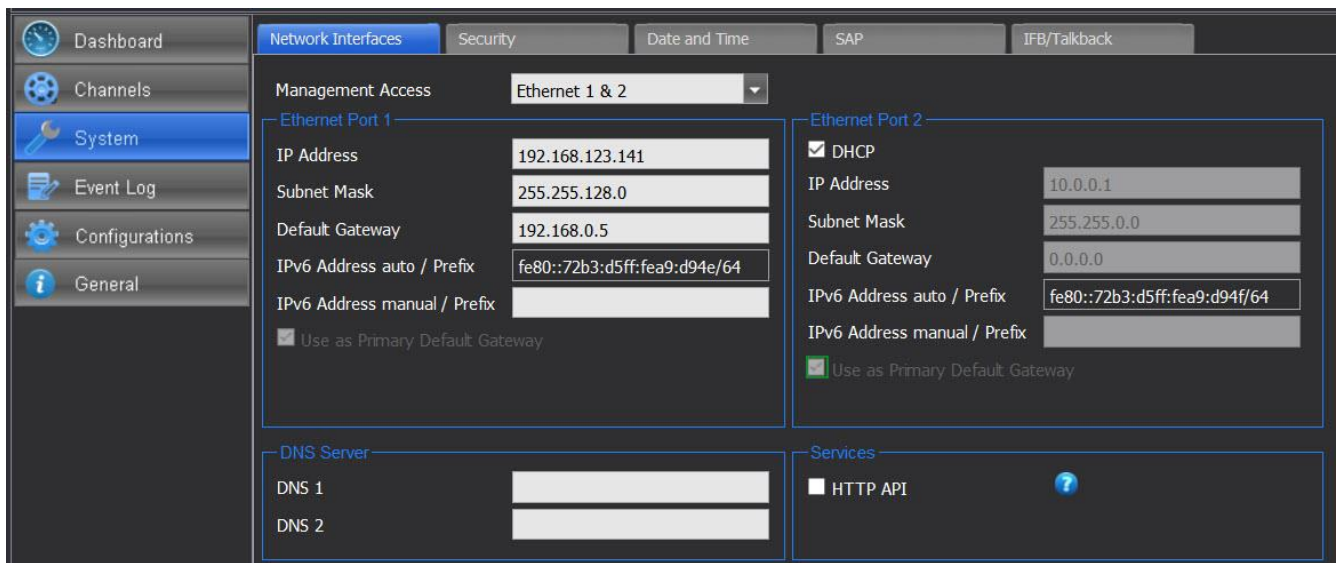 Dashboard
Channels
System
Event Log
Configurations
General
Network Interfaces
Security
Date and Time
SAP
IFB/Talkback
Management Access
Ethernet 1 & 2
Ethernet Port 1
IP Address
192.168.123.141
Subnet Mask
255.255.128.0
Default Gateway
192.168.0.5
IPv6 Address auto / Prefix
fe80::72b3:d5ff:fea9:d94e/64
IPv6 Address manual / Prefix
Use as Primary Default Gateway
Ethernet Port 2
DHCP
IP Address
10.0.0.1
Subnet Mask
255.255.0.0
Default Gateway
0.0.0.0
IPv6 Address auto / Prefix
fe80::72b3:d5ff:fea9:d94f/64
IPv6 Address manual / Prefix
Use as Primary Default Gateway
DNS Server
DNS 1
DNS 2
Services
HTTP API
?